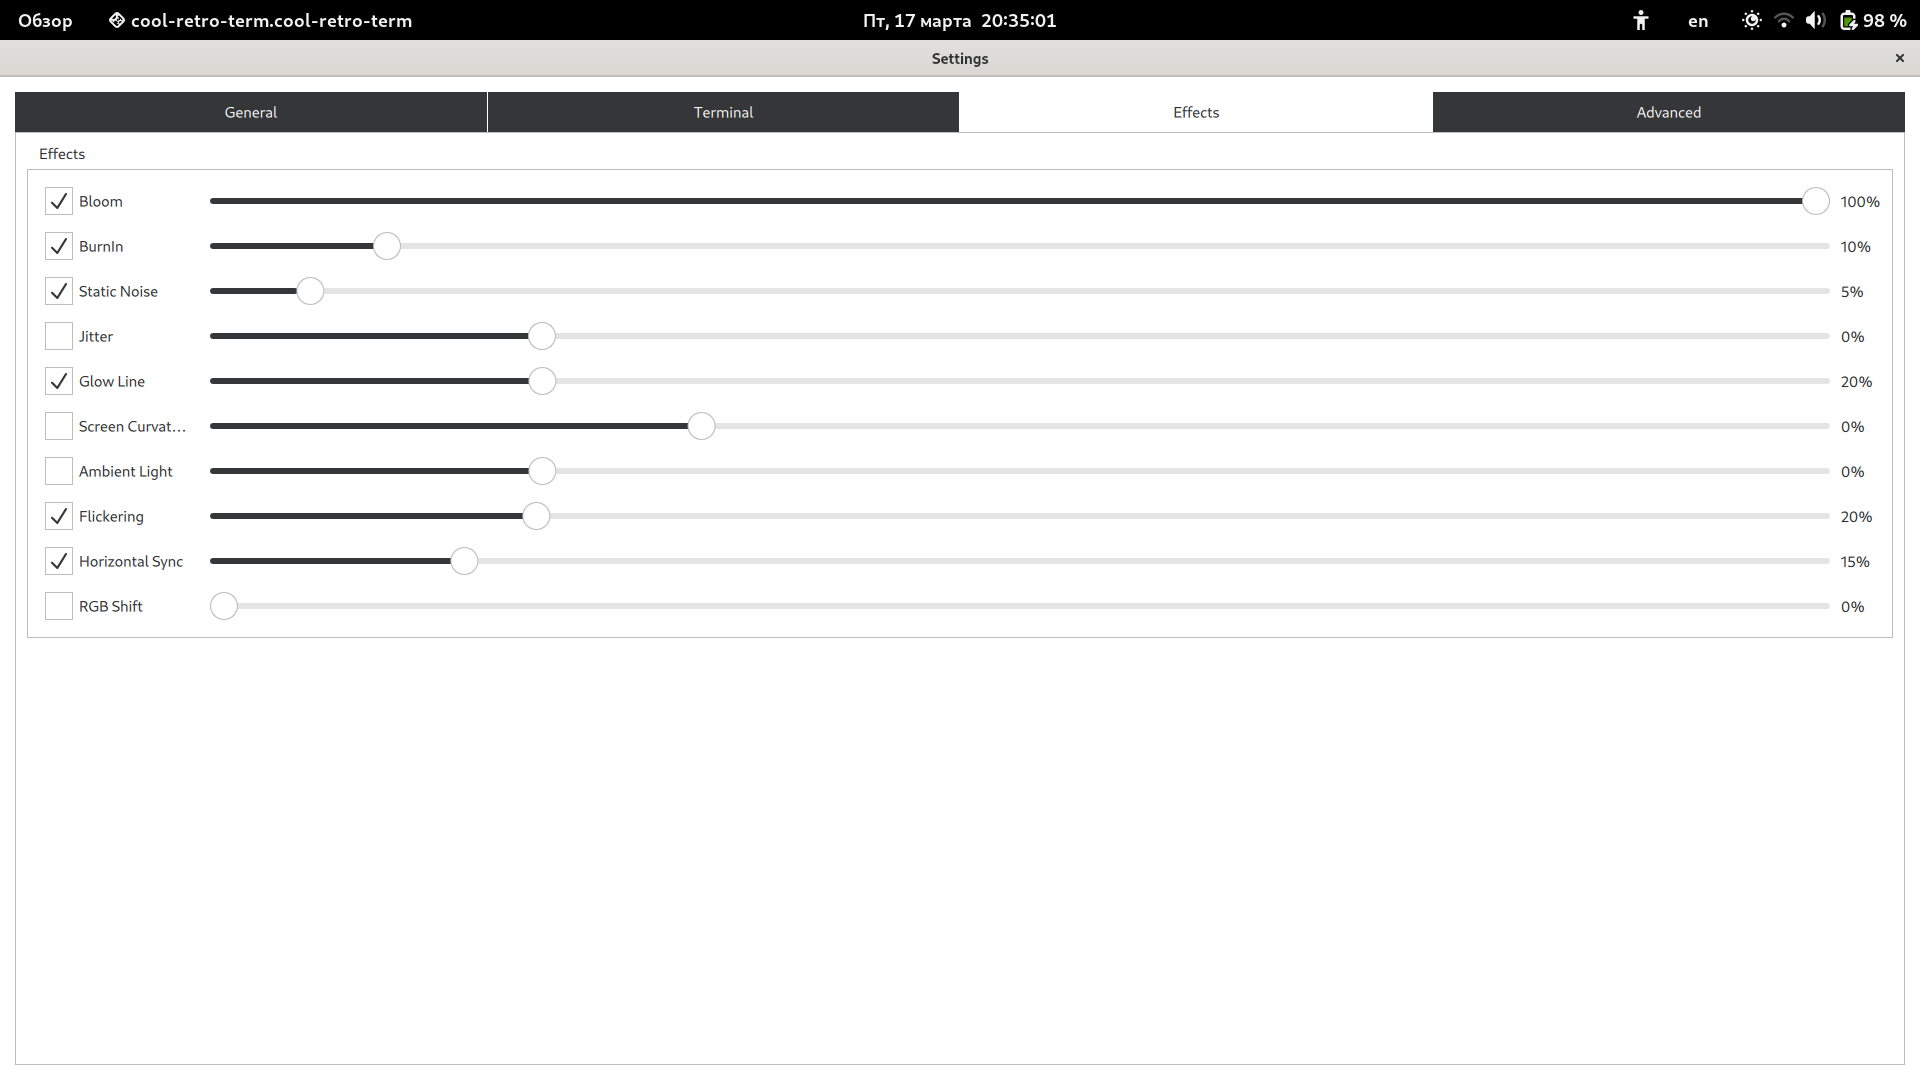 Обзор cool-retro-term.cool-retro-term Пт, 17 марта 20:35:01 en 98 %
Settings
General Terminal Effects Advanced
Effects
Bloom 100%
BurnIn 10%
Static Noise 5%
Jitter 0%
Glow Line 20%
Screen Curvat... 0%
Ambient Light 0%
Flickering 20%
Horizontal Sync 15%
RGB Shift 0%